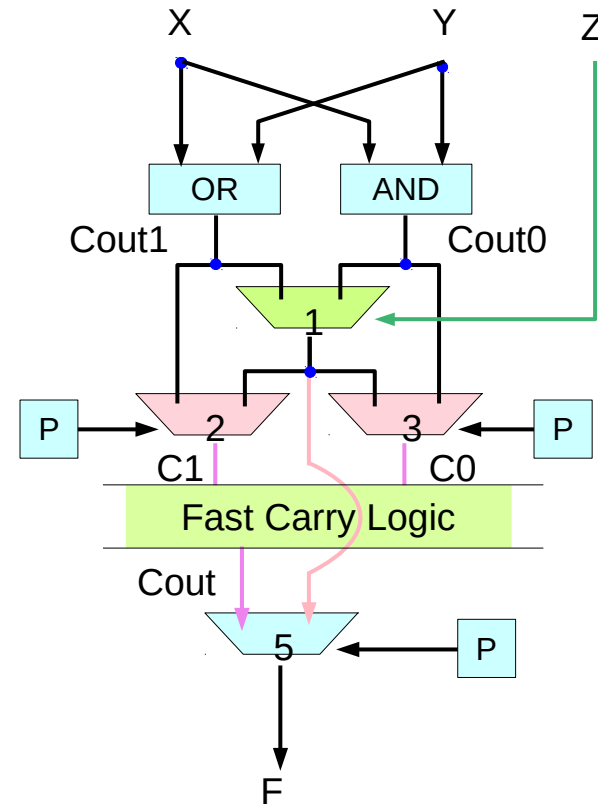 X Y Z
OR AND
Cout1 Cout0
1
P 2 3 P
C1 C0
Fast Carry Logic
Cout
5 P
F